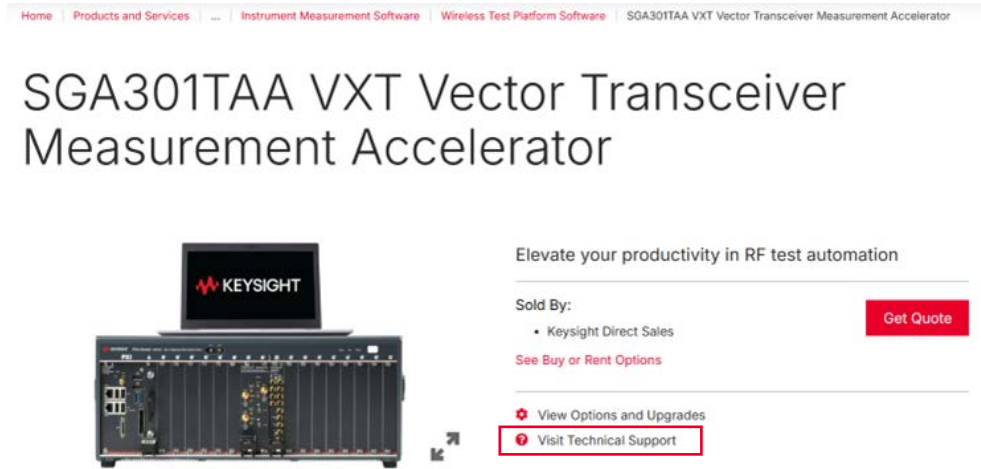 Home Products and Services ... Instrument Measurement Software Wireless Test Platform Software SGA301TAA VXT Vector Transceiver Measurement Accelerator
SGA301TAA VXT Vector Transceiver
Measurement Accelerator
KEYSIGHT
PXI
Elevate your productivity in RF test automation
Sold By:
• Keysight Direct Sales
Get Quote
See Buy or Rent Options
View Options and Upgrades
Visit Technical Support